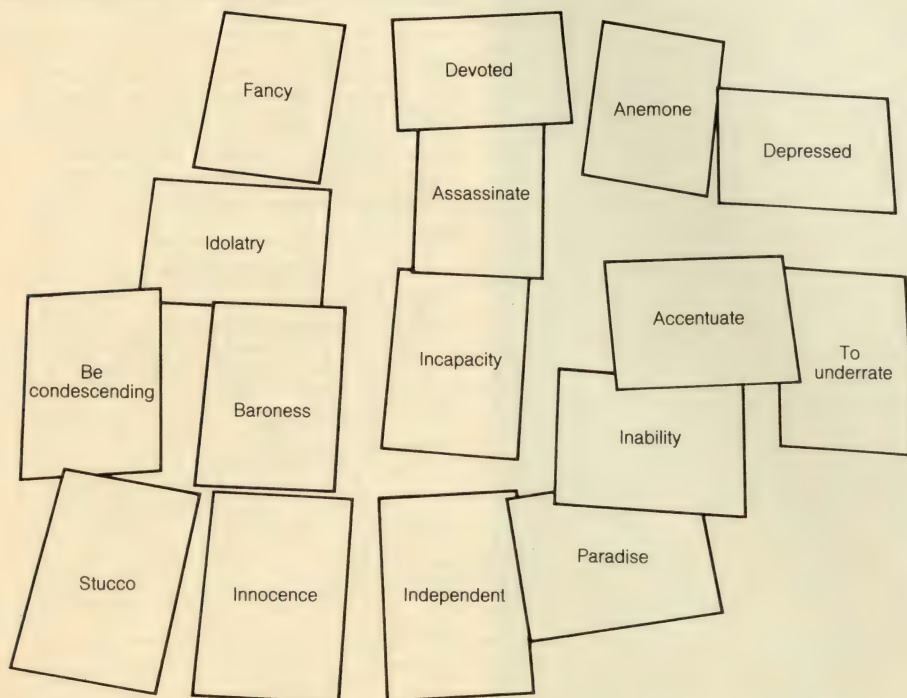 Fancy
Devoted
Anemone
Depressed
Assassinate
Idolatry
Accentuate
To
underrate
Incapacity
Be
condescending
Baroness
Inability
Paradise
Stucco
Innocence
Independent